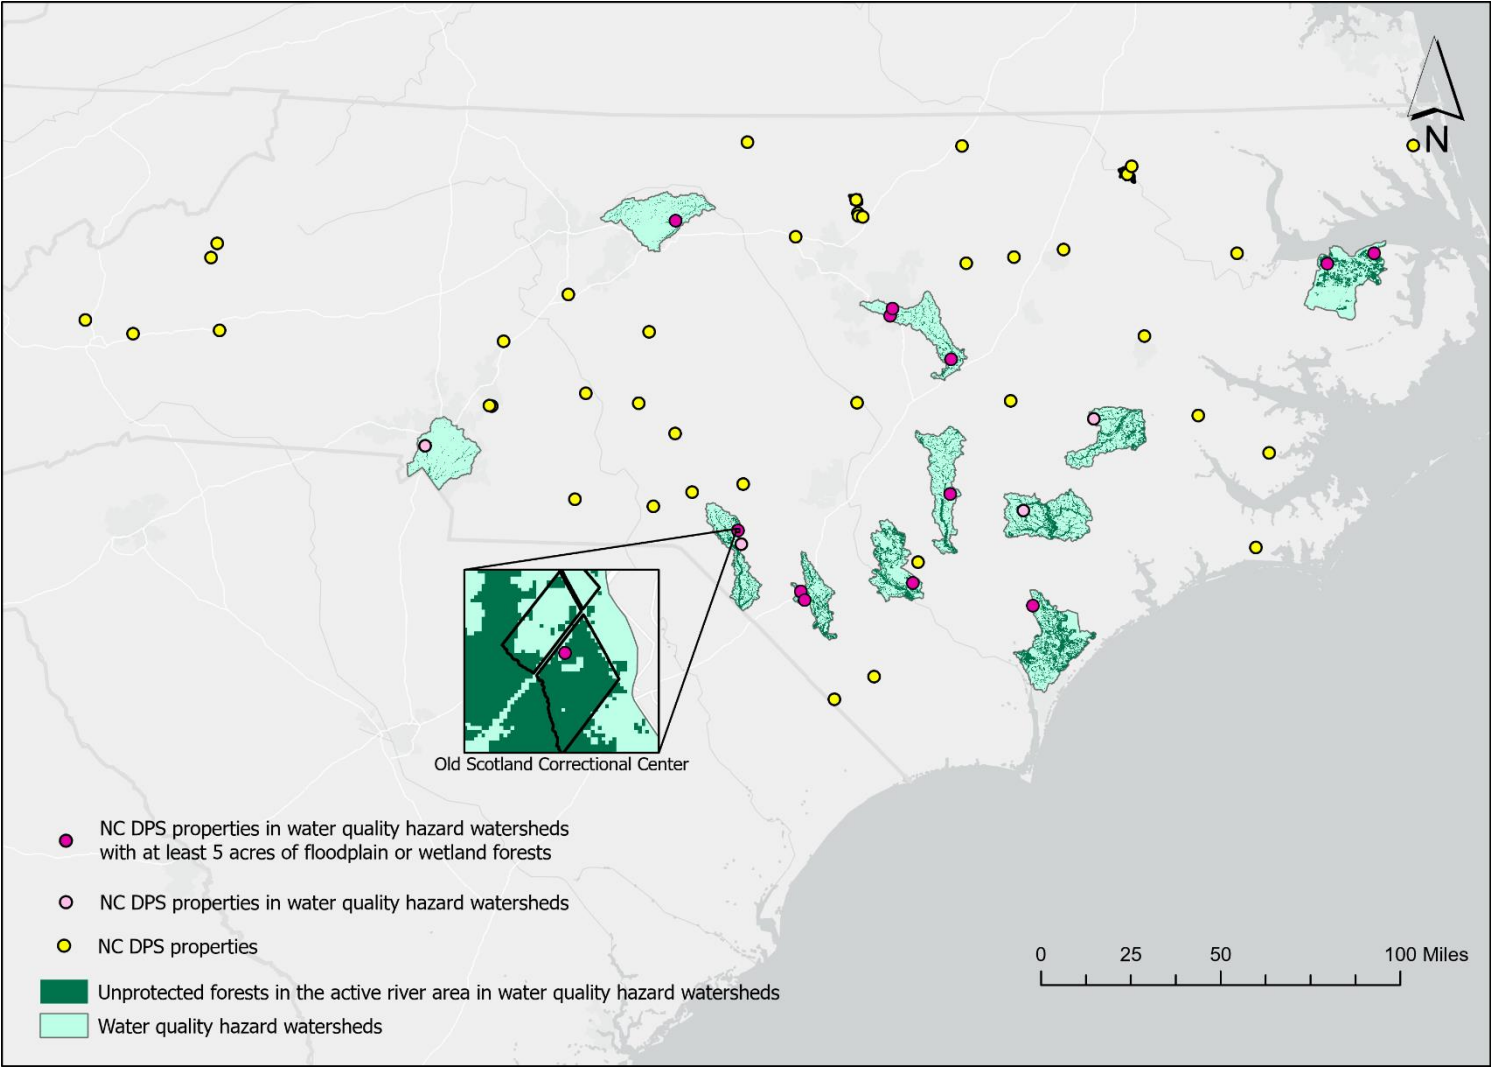 N
Old Scotland Correctional Center
NC DPS properties in water quality hazard watersheds
with at least 5 acres of floodplain or wetland forests
NC DPS properties in water quality hazard watersheds
NC DPS properties
Unprotected forests in the active river area in water quality hazard watersheds
Water quality hazard watersheds
0 25 50 100 Miles